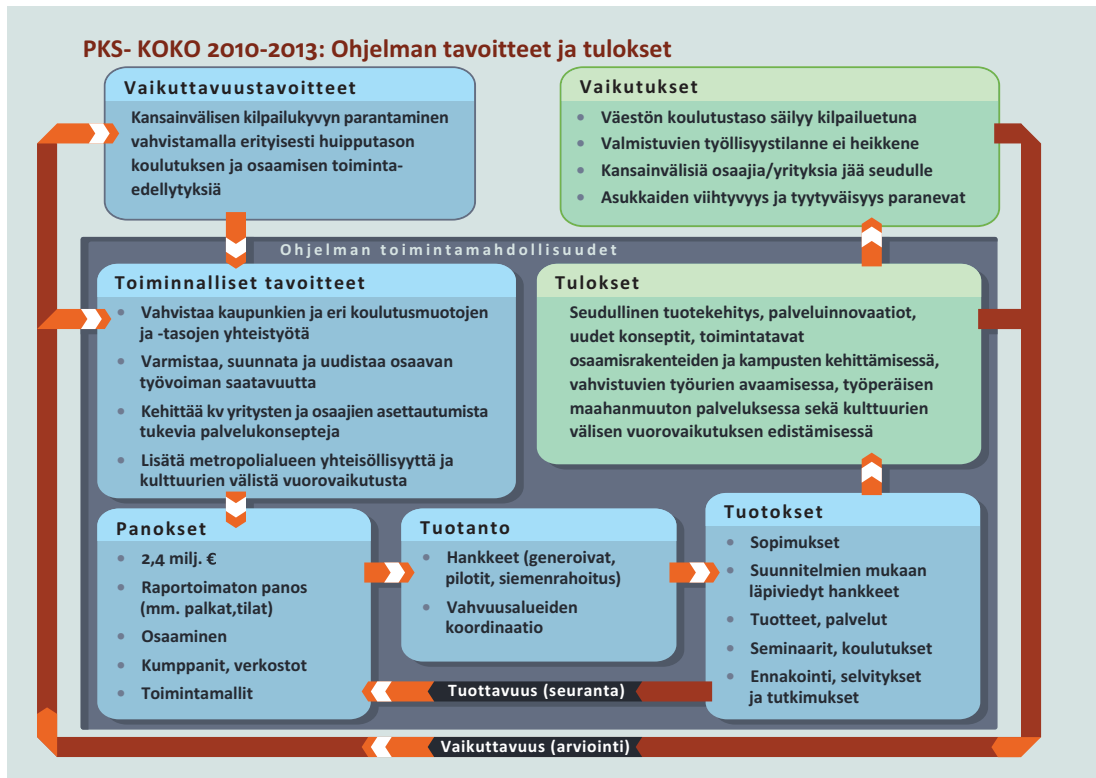 PKS- KOKO 2010-2013: Ohjelman tavoitteet ja tulokset
Vaikuttavuustavoitteet
Kansainvälisen kilpailukyvyn parantaminen
vahvistamalla erityisesti huipputason
koulutuksen ja osaamisen toiminta-
edellytyksiä
Vaikutukset
• Väestön koulutustaso säilyy kilpailuetuna
• Valmistuvien työllisyystilanne ei heikkene
• Kansainvälisiä osaajia/yrityksia jää seudulle
• Asukkaiden viihtyvyys ja tyytyväisyys paranevat
Ohjelman toimintamahdollisuudet
Toiminnalliset tavoitteet
• Vahvistaa kaupunkien ja eri koulutusmuotojen
ja -tasojen yhteistyötä
• Varmistaa, suunnata ja uudistaa osaavan
työvoiman saatavuutta
• Kehittää kv yritysten ja osaajien asettautumista
tukevia palvelukonsepteja
• Lisätä metropolialueen yhteisöllisyyttä ja
kulttuurien välistä vuorovaikutusta
Tulokset
Seudullinen tuotekehitys, palveluinnovaatiot,
uudet konseptit, toimintatavat
osaamisrakenteiden ja kampusten kehittämisessä,
vahvistuvien työurien avaamisessa, työperäisen
maahanmuuton palveluksessa sekä kulttuurien
välisen vuorovaikutuksen edistämisessä
Panokset
• 2,4 milj. €
• Raportoimaton panos
(mm. palkat,tilat)
• Osaaminen
• Kumppanit, verkostot
• Toimintamallit
Tuotanto
• Hankkeet (generoivat,
pilotit, siemenrahoitus)
• Vahvuusalueiden
koordinaatio
Tuotokset
• Sopimukset
• Suunnitelmien mukaan
läpiviedyt hankkeet
• Tuotteet, palvelut
• Seminaarit, koulutukset
• Ennakointi, selvitykset
ja tutkimukset
Tuottavuus (seuranta)
Vaikuttavuus (arviointi)